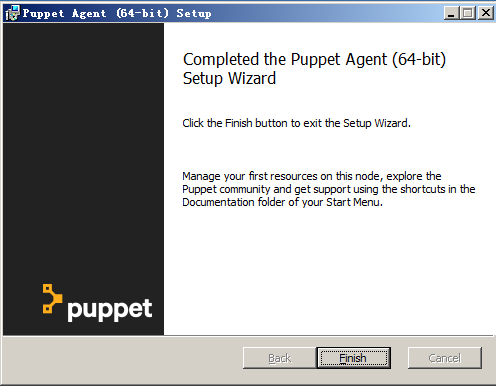 Puppet Agent (64-bit) Setup
Completed the Puppet Agent (64-bit)
Setup Wizard
Click the Finish button to exit the Setup Wizard.
Manage your first resources on this node, explore the
Puppet community and get support using the shortcuts in the
Documentation folder of your Start Menu.
puppet
Back
Finish
Cancel